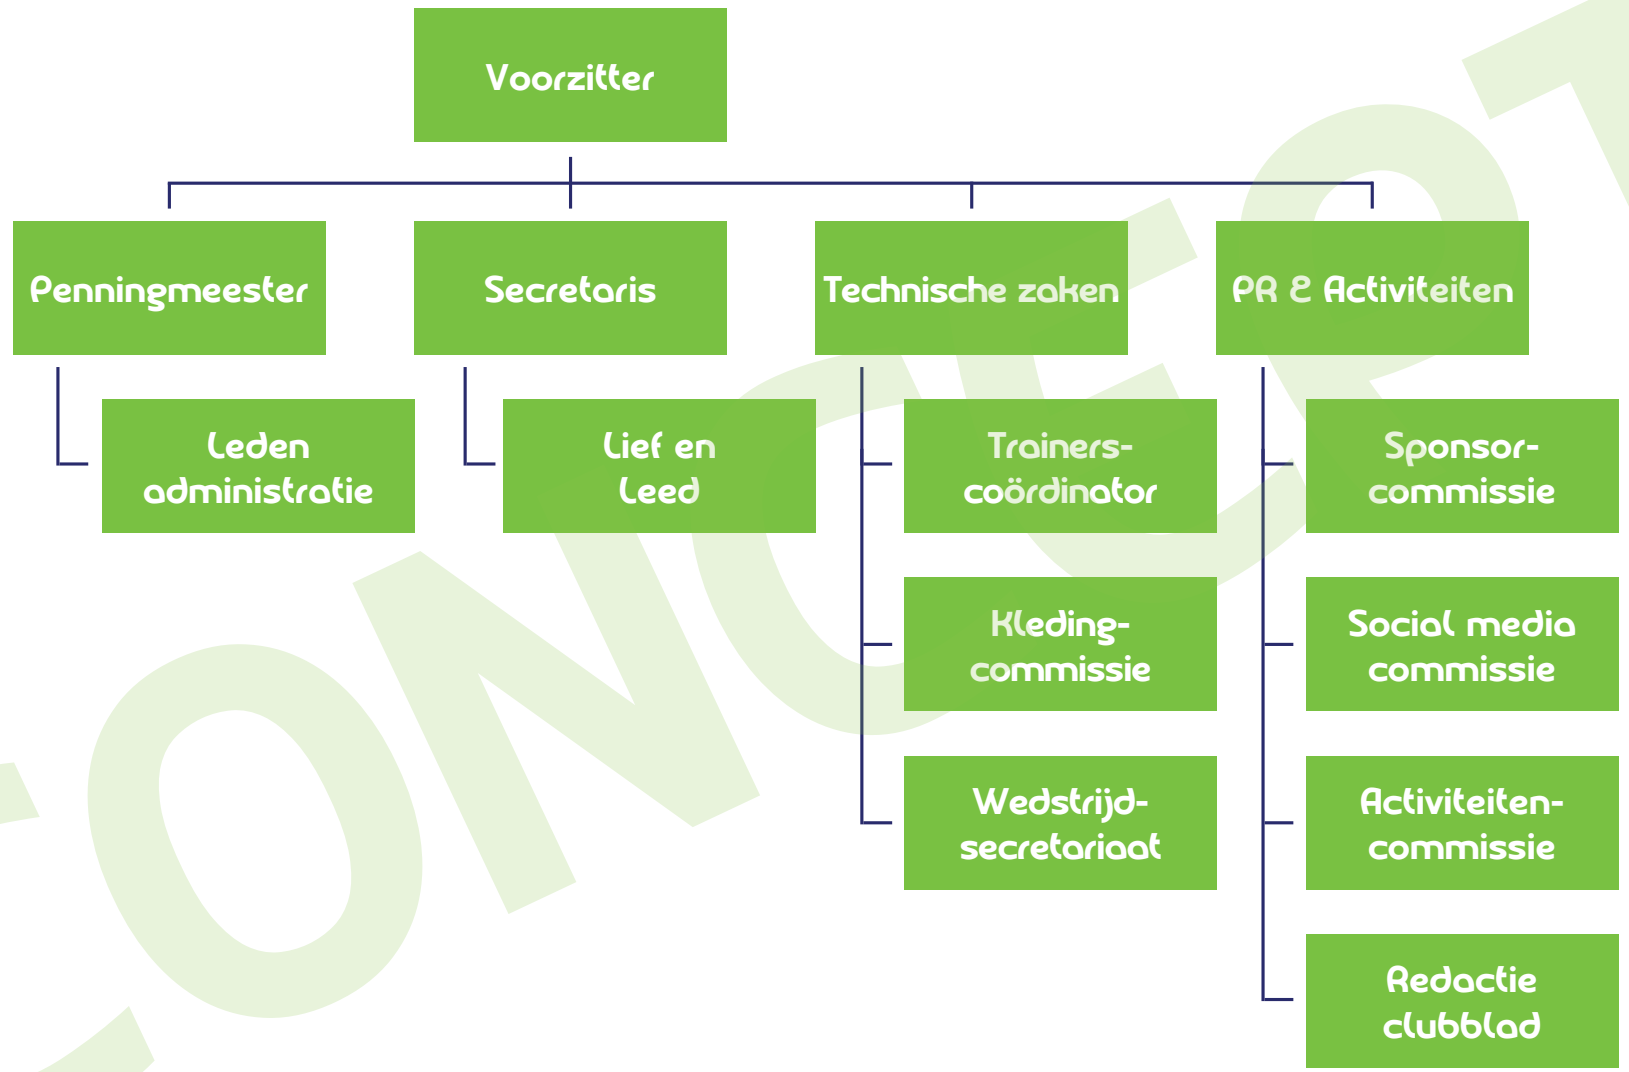 Voorzitter
Penningmeester
Secretaris
Technische zaken
PR & Activiteiten
Leden
administratie
Lief en
Leed
Trainers-
coördinator
Sponsor-
commissie
Kleding-
commissie
Social media
commissie
Wedstrijd-
secretariaat
Activiteiten-
commissie
Redactie
clubblad
CONCEPT